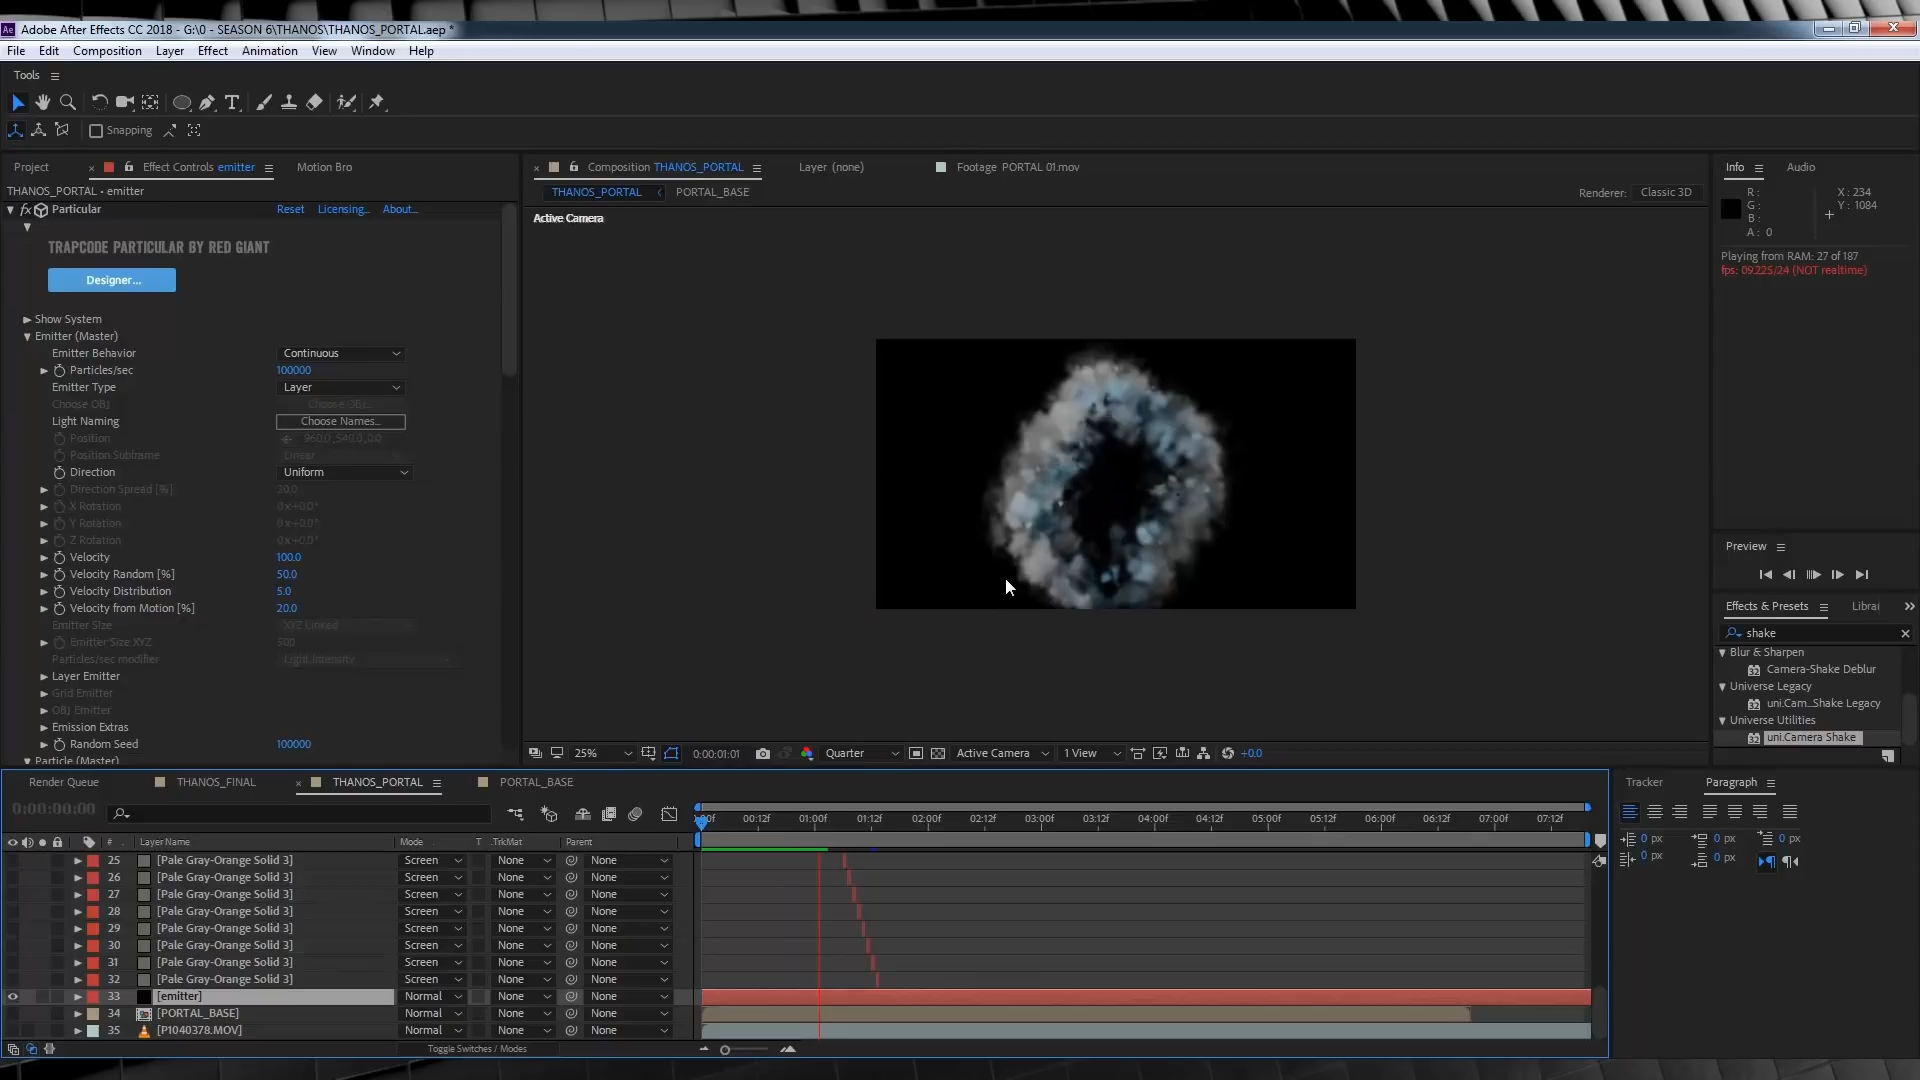 Adobe After Effects CC 2018 - G:\0 - SEASON 6\THANOS\THANOS_PORTAL.aep *
File Edit Composition Layer Effect Animation View Window Help
Tools
Snapping
Project Effect Controls emitter Motion Bro
THANOS_PORTAL • emitter
fx Particular Reset Licensing... About...
TRAPCODE PARTICULAR BY RED GIANT
Designer...
Show System
Emitter (Master)
Emitter Behavior Continuous
Particles/sec 100000
Emitter Type Layer
Choose OBJ Choose OBJ...
Light Naming Choose Names...
Position 960.0,540.0,0.0
Position Subframe Linear
Direction Uniform
Direction Spread [%] 20.0
X Rotation 0x+0.0°
Y Rotation 0x+0.0°
Z Rotation 0x+0.0°
Velocity 100.0
Velocity Random [%] 50.0
Velocity Distribution 5.0
Velocity from Motion [%] 20.0
Emitter Size XYZ Linked
Emitter Size XYZ 500
Particles/sec modifier Light Intensity
Layer Emitter
Grid Emitter
OBJ Emitter
Emission Extras
Random Seed 100000
Particle (Master)
Composition THANOS_PORTAL Layer (none) Footage PORTAL 01.mov
THANOS_PORTAL PORTAL_BASE Renderer: Classic 3D
Active Camera
25% 0:00:01:01 Quarter Active Camera 1 View +0.0
Info Audio
R : X : 234
G : Y : 1084
B :
A : 0
Playing from RAM: 27 of 187
fps: 09.225/24 (NOT realtime)
Preview
Effects & Presets Librai
shake
Blur & Sharpen
Camera-Shake Deblur
Universe Legacy
uni.Cam...Shake Legacy
Universe Utilities
uni.Camera Shake
Render Queue THANOS_FINAL THANOS_PORTAL PORTAL_BASE
0:00:00:00
:00f 00:12f 01:00f 01:12f 02:00f 02:12f 03:00f 03:12f 04:00f 04:12f 05:00f 05:12f 06:00f 06:12f 07:00f 07:12f
# Layer Name Mode T .TrkMat Parent
25 [Pale Gray-Orange Solid 3] Screen None None
26 [Pale Gray-Orange Solid 3] Screen None None
27 [Pale Gray-Orange Solid 3] Screen None None
28 [Pale Gray-Orange Solid 3] Screen None None
29 [Pale Gray-Orange Solid 3] Screen None None
30 [Pale Gray-Orange Solid 3] Screen None None
31 [Pale Gray-Orange Solid 3] Screen None None
32 [Pale Gray-Orange Solid 3] Screen None None
33 [emitter] Normal None None
34 [PORTAL_BASE] Normal None None
35 [P1040378.MOV] Normal None None
Toggle Switches / Modes
Tracker Paragraph
0 px 0 px 0 px
0 px 0 px